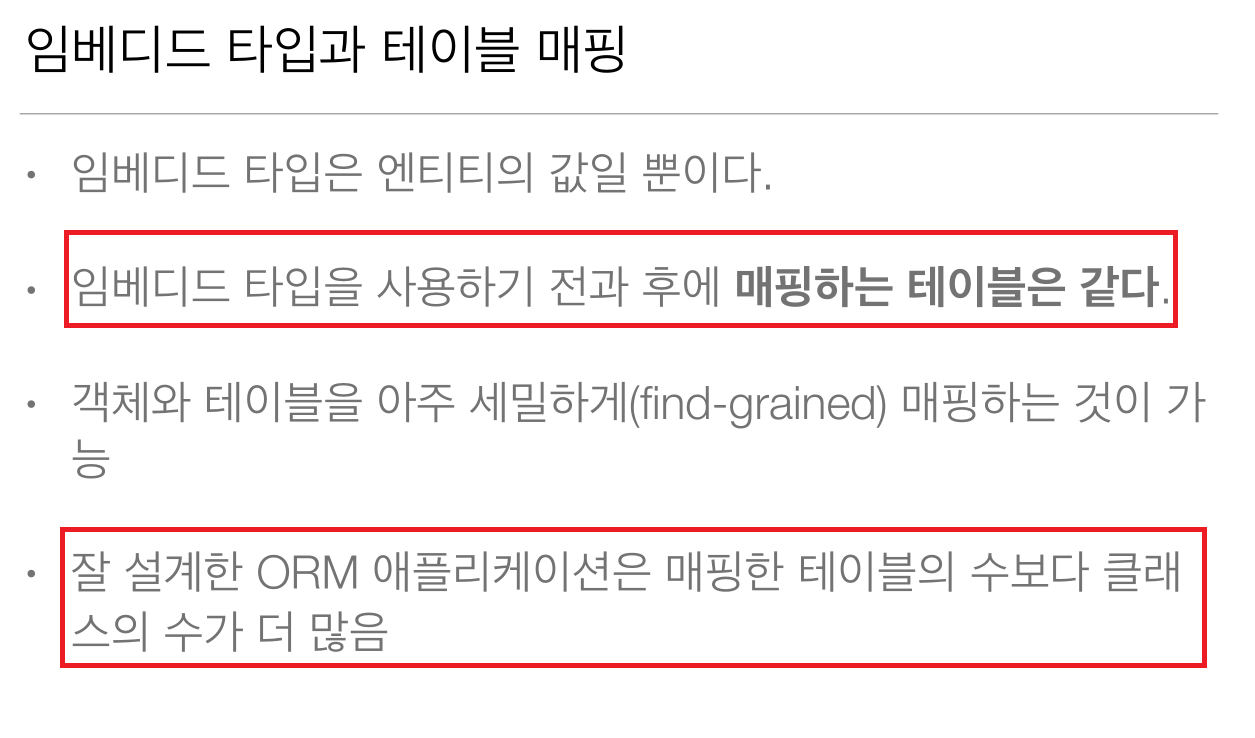 임베디드 타입과 테이블 매핑
• 임베디드 타입은 엔티티의 값일 뿐이다.
• 임베디드 타입을 사용하기 전과 후에 매핑하는 테이블은 같다.
• 객체와 테이블을 아주 세밀하게(find-grained) 매핑하는 것이 가
능
• 잘 설계한 ORM 애플리케이션은 매핑한 테이블의 수보다 클래
스의 수가 더 많음